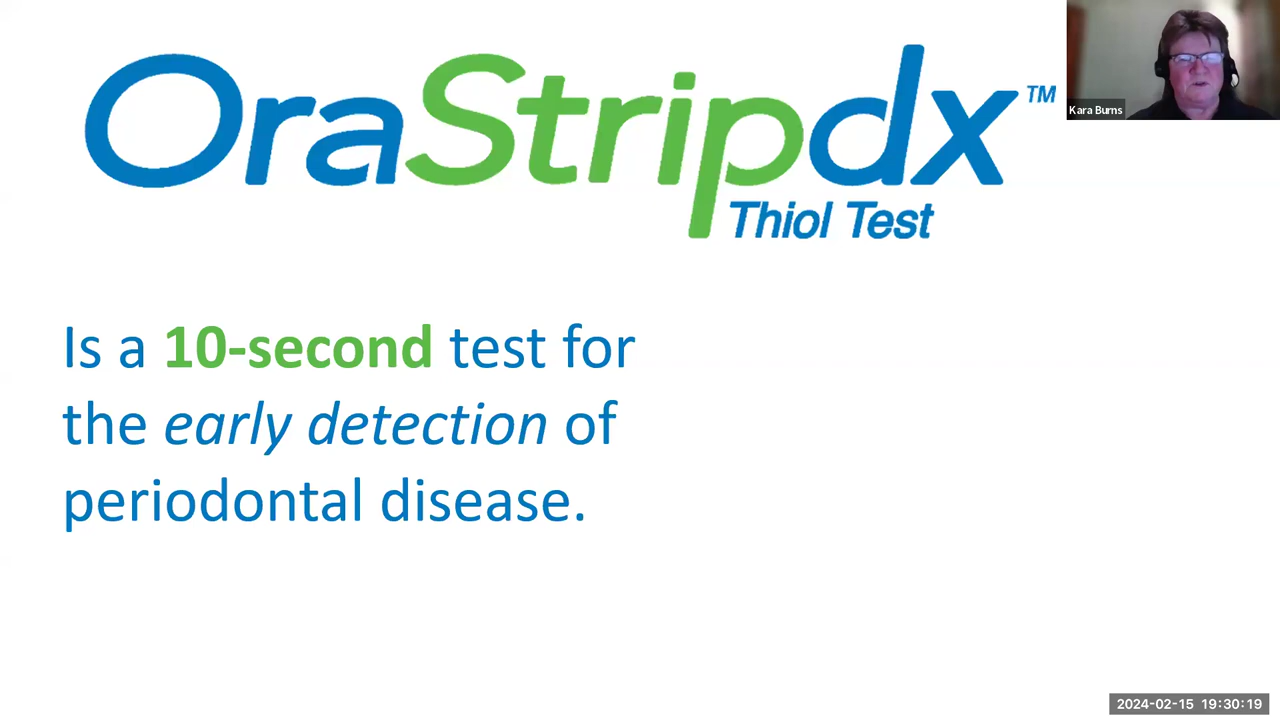 OraStripdx™
Thiol Test
Kara Burns
Is a 10-second test for
the early detection of
periodontal disease.
2024-02-15 19:30:19